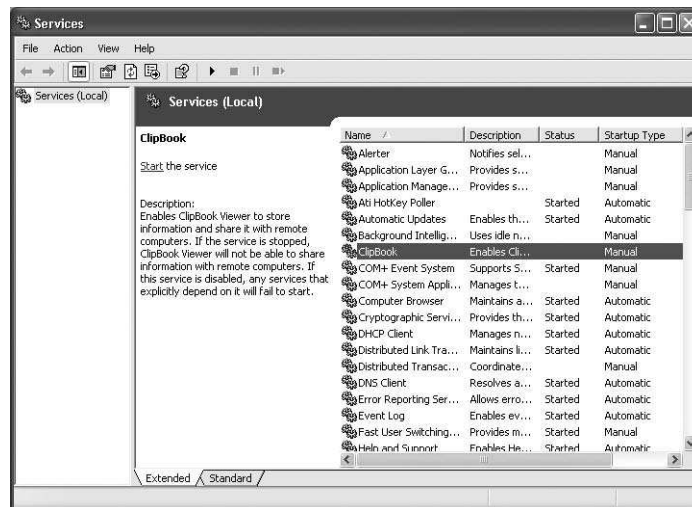 Services
File Action View Help
Services (Local)
Services (Local)
ClipBook
Start the service
Description:
Enables ClipBook Viewer to store
information and share it with remote
computers. If the service is stopped,
ClipBook Viewer will not be able to share
information with remote computers. If
this service is disabled, any services that
explicitly depend on it will fail to start.
Name Description Status Startup Type
Alerter Notifies sel... Manual
Application Layer G... Provides s... Manual
Application Manage... Provides s... Manual
Ati HotKey Poller Started Automatic
Automatic Updates Enables th... Started Automatic
Background Intellig... Uses idle n... Manual
ClipBook Enables Cli... Manual
COM+ Event System Supports S... Started Manual
COM+ System Appli... Manages t... Manual
Computer Browser Maintains a... Started Automatic
Cryptographic Servi... Provides th... Started Automatic
DHCP Client Manages n... Started Automatic
Distributed Link Tra... Maintains li... Started Automatic
Distributed Transac... Coordinate... Manual
DNS Client Resolves a... Started Automatic
Error Reporting Ser... Allows erro... Started Automatic
Event Log Enables ev... Started Automatic
Fast User Switching... Provides m... Started Manual
Help and Support Enables He... Started Automatic
Extended Standard